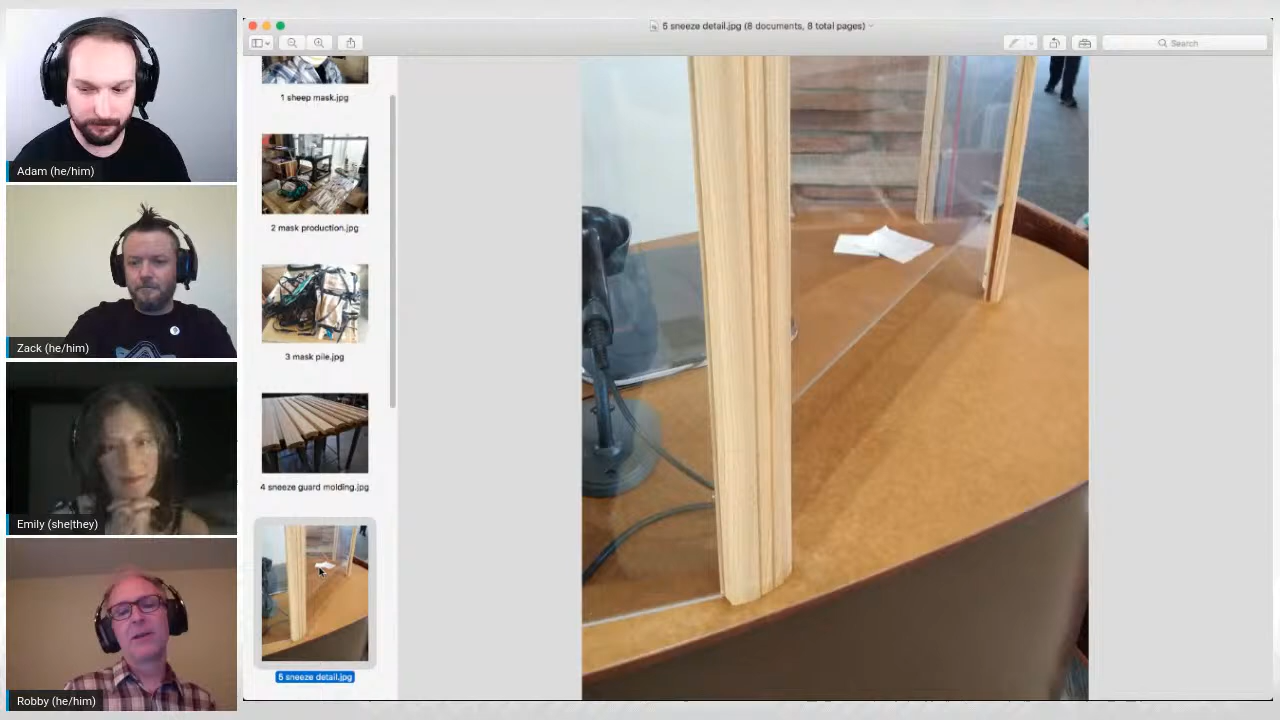 Adam (he/him)
Zack (he/him)
Emily (she|they)
Robby (he/him)
5 sneeze detail.jpg (8 documents, 8 total pages)
Search
1 sheep mask.jpg
2 mask production.jpg
3 mask pile.jpg
4 sneeze guard molding.jpg
5 sneeze detail.jpg